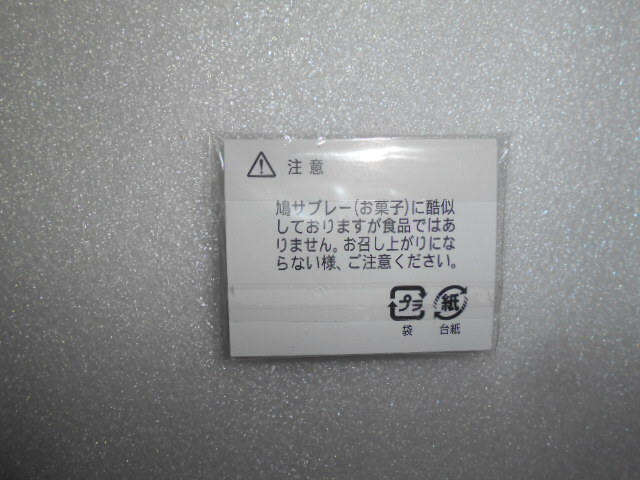 注意
鳩サブレー(お菓子)に酷似
しておりますが食品ではあ
りません。お召し上がりにな
らない様、ご注意ください。
プラ 紙
袋 台紙